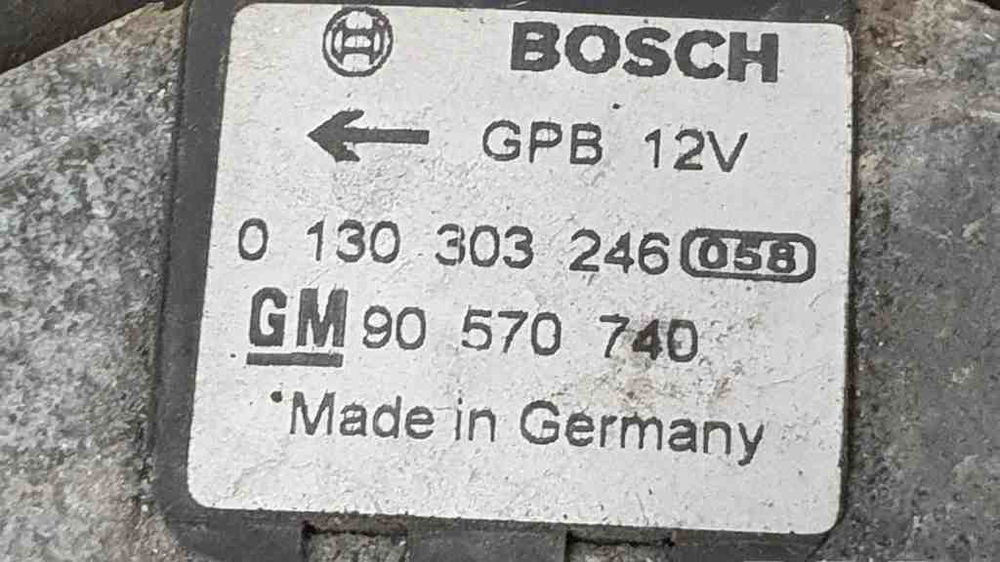 BOSCH
← GPB 12V
0 130 303 246 058
GM 90 570 740
Made in Germany